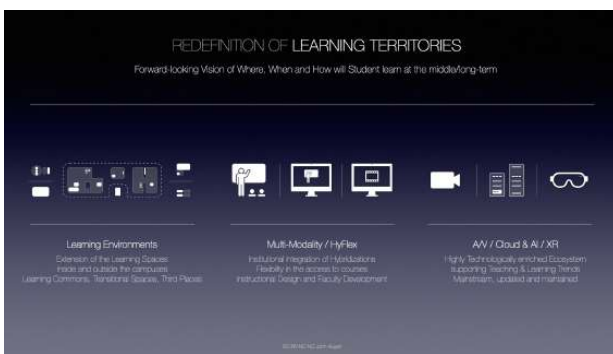 REDEFINITION OF LEARNING TERRITORIES
Forward-looking Vision of Where, When and How will Student learn at the middle/long-term
Learning Environments
Extension of the Learning Spaces
inside and outside the campuses
Learning Commons, Transitional Spaces, Third Places
Multi-Modality / HyFlex
Institutional integration of Hybridizations
Flexibility in the access to courses
Instructional Design and Faculty Development
A/V / Cloud & AI / XR
Highly Technologically enriched Ecosystem
supporting Teaching & Learning Trends
Mainstream, updated and maintained